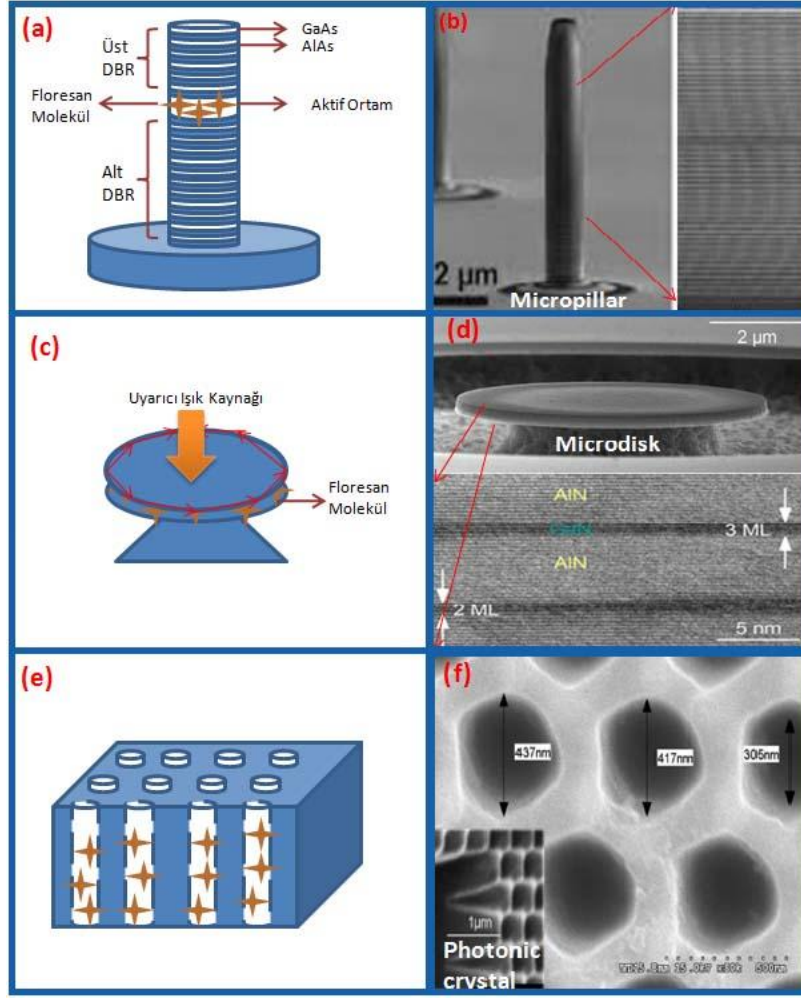 (a)
Üst
DBR
GaAs
AlAs
Floresan
Molekül
Aktif Ortam
Alt
DBR
(b)
2 µm
Micropillar
(c)
Uyarıcı Işık Kaynağı
Floresan
Molekül
(d)
2 µm
Microdisk
AlN
GaN
3 ML
AlN
2 ML
5 nm
(e)
(f)
437nm
417nm
305nm
1µm
Photonic
crystal
500nm